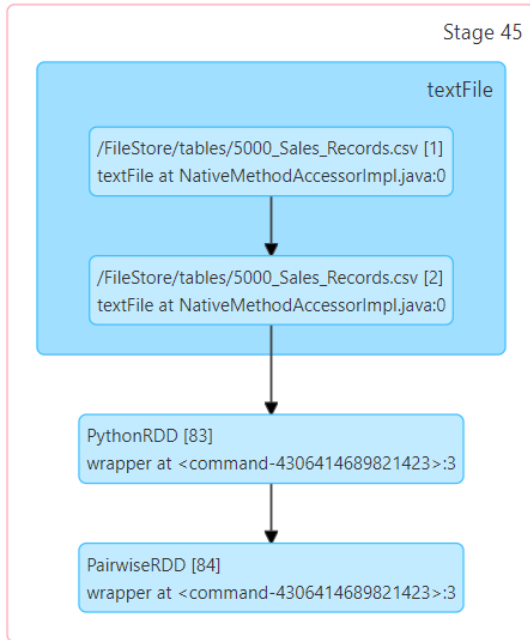 Stage 45
textFile
/FileStore/tables/5000_Sales_Records.csv [1]
textFile at NativeMethodAccessorImpl.java:0
/FileStore/tables/5000_Sales_Records.csv [2]
textFile at NativeMethodAccessorImpl.java:0
PythonRDD [83]
wrapper at <command-4306414689821423>:3
PairwiseRDD [84]
wrapper at <command-4306414689821423>:3